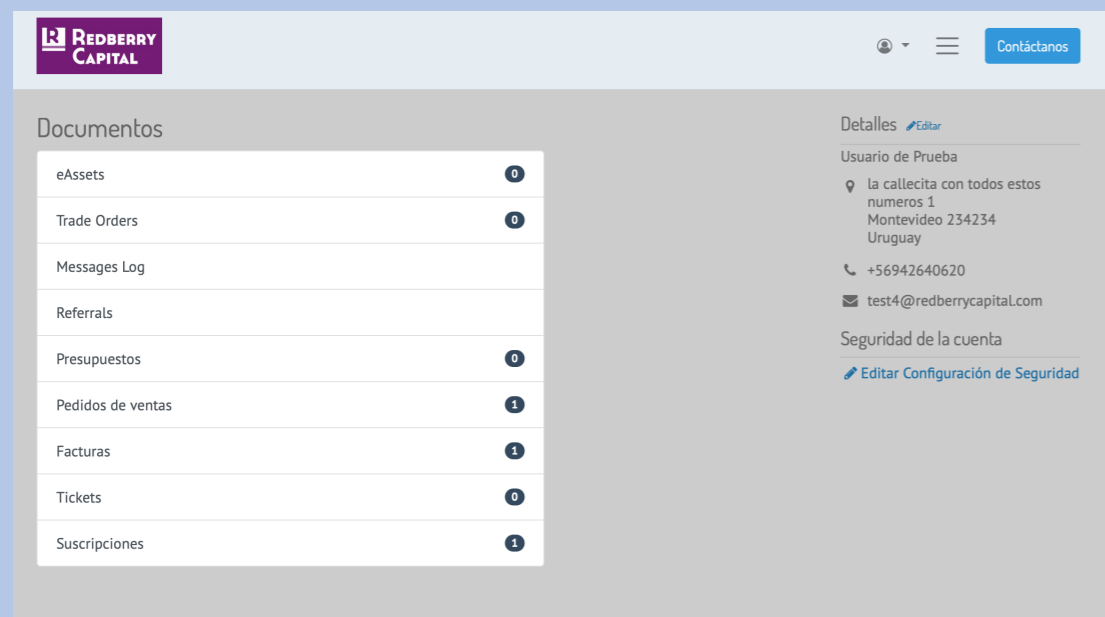 REDBERRY
CAPITAL
Contáctanos
Documentos
eAssets 0
Trade Orders 0
Messages Log
Referrals
Presupuestos 0
Pedidos de ventas 1
Facturas 1
Tickets 0
Suscripciones 1
Detalles Editar
Usuario de Prueba
la callecita con todos estos
numeros 1
Montevideo 234234
Uruguay
+56942640620
test4@redberrycapital.com
Seguridad de la cuenta
Editar Configuración de Seguridad